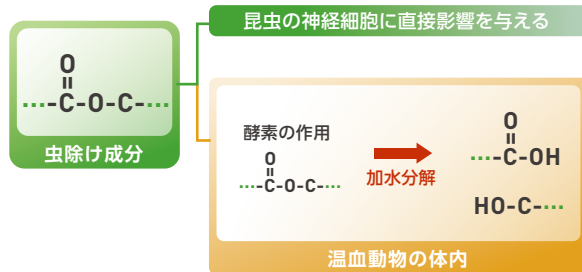 昆虫の神経細胞に直接影響を与える
O
…-C-O-C-…
虫除け成分
酵素の作用
O
…-C-O-C-…
加水分解
O
…-C-OH
HO-C-…
温血動物の体内